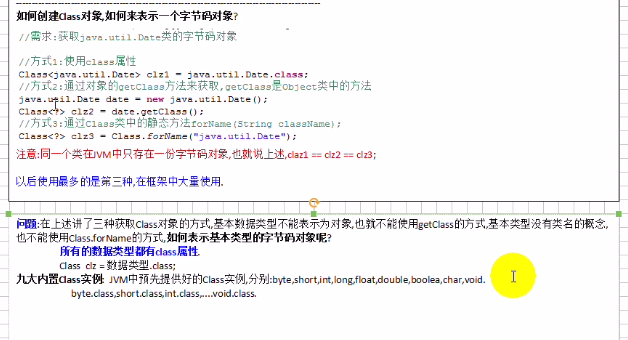 如何创建Class对象,如何来表示一个字节码对象?
//需求:获取java.util.Date类的字节码对象
//方式1:使用class属性
Class<java.util.Date> clz1 = java.util.Date.class;
//方式2:通过对象的getClass方法来获取,getClass是Object类中的方法
java.util.Date date = new java.util.Date();
Class<?> clz2 = date.getClass();
//方式3:通过Class类中的静态方法forName(String className);
Class<?> clz3 = Class.forName("java.util.Date");
注意:同一个类在JVM中只存在一份字节码对象,也就说上述,claz1 == clz2 == clz3;
以后使用最多的是第三种,在框架中大量使用.
问题:在上述讲了三种获取Class对象的方式,基本数据类型不能表示为对象,也就不能使用getClass的方式,基本类型没有类名的概念,
也不能使用Class.forName的方式,如何表示基本类型的字节码对象呢?
所有的数据类型都有class属性.
Class clz = 数据类型.class;
九大内置Class实例: JVM中预先提供好的Class实例,分别:byte,short,int,long,float,double,boolea,char,void.
byte.class,short.class,int.class,....void.class.